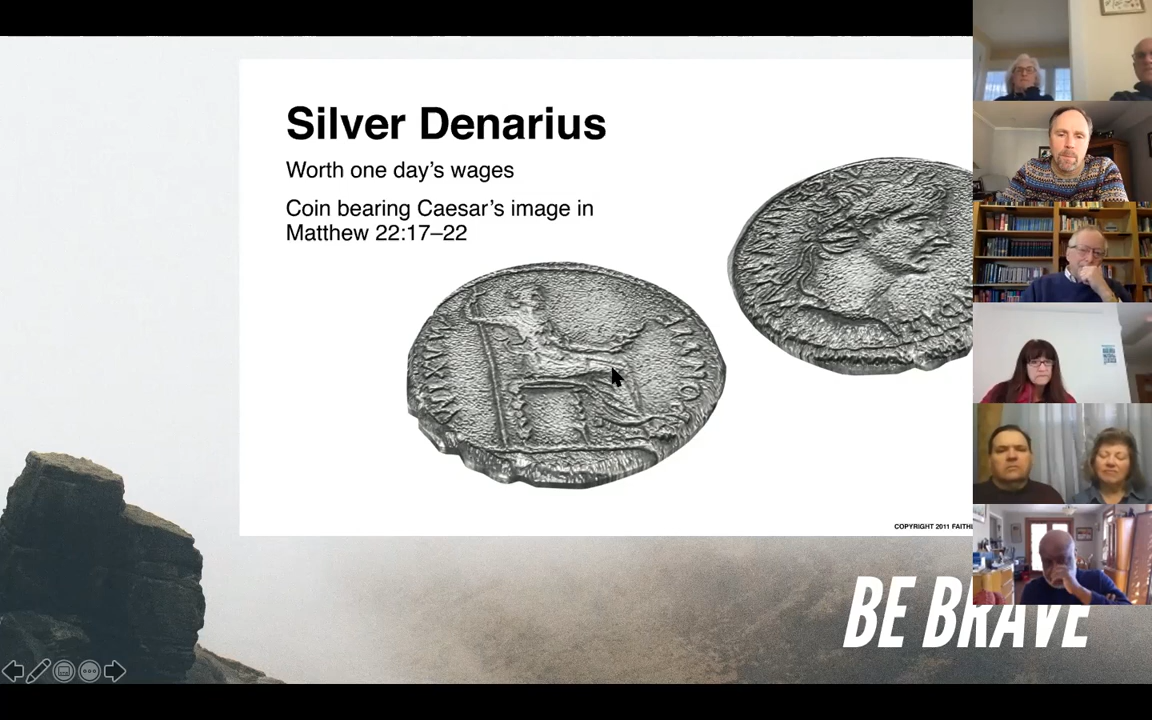 Silver Denarius
Worth one day's wages
Coin bearing Caesar's image in
Matthew 22:17–22
COPYRIGHT 2011
BE BRAVE